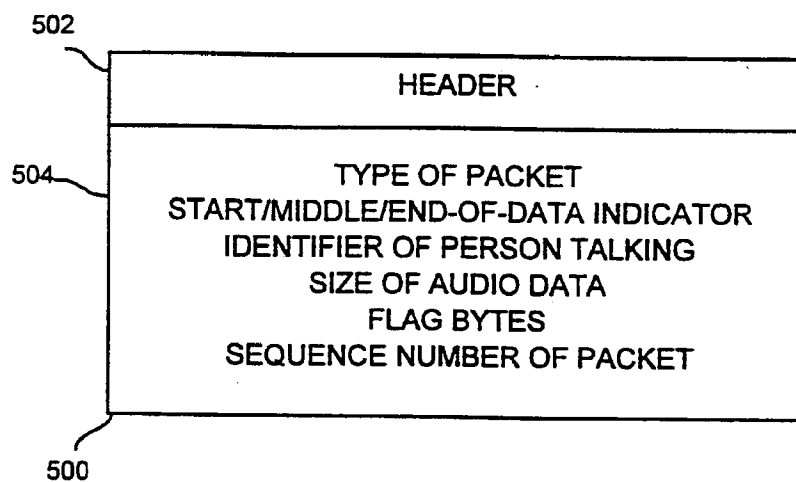 502
HEADER
504
TYPE OF PACKET
START/MIDDLE/END-OF-DATA INDICATOR
IDENTIFIER OF PERSON TALKING
SIZE OF AUDIO DATA
FLAG BYTES
SEQUENCE NUMBER OF PACKET
500